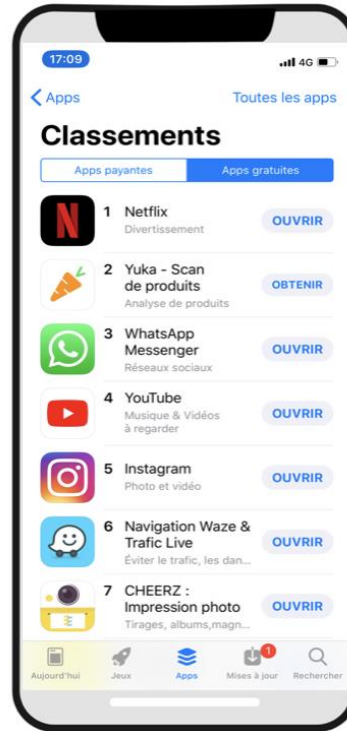 17:09
4G
Apps
Toutes les apps
Classements
Apps payantes
Apps gratuites
N
1 Netflix
Divertissement
OUVRIR
2 Yuka - Scan
de produits
Analyse de produits
OBTENIR
3 WhatsApp
Messenger
Réseaux sociaux
OUVRIR
4 YouTube
Musique & Vidéos
à regarder
OUVRIR
5 Instagram
Photo et vidéo
OUVRIR
6 Navigation Waze &
Trafic Live
Éviter le trafic, les dan...
OUVRIR
7 CHEERZ :
Impression photo
Tirages, albums,magn...
OUVRIR
1
Aujourd'hui
Jeux
Apps
Mises à jour
Rechercher